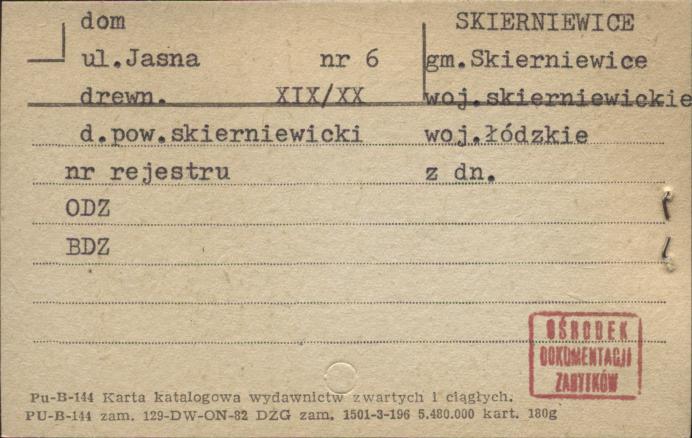 dom SKIERNIEWICE
ul.Jasna nr 6 gm.Skierniewice
drewn. XIX/XX woj.skierniewickie
d.pow.skierniewicki woj.łódzkie
nr rejestru z dn.
ODZ
BDZ
OŚRODEK
DOKUMENTACJI
ZABYTKÓW
Pu-B-144 Karta katalogowa wydawnictw zwartych i ciągłych.
PU-B-144 zam. 129-DW-ON-82 DZG zam. 1501-3-196 5.480.000 kart. 180g